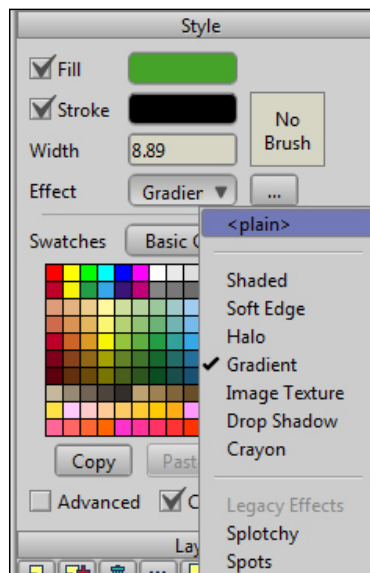 Style
Fill
Stroke
No
Brush
Width
8.89
Effect
Gradier
...
<plain>
Swatches
Basic
Shaded
Soft Edge
Halo
Gradient
Image Texture
Drop Shadow
Crayon
Copy
Past
Advanced
C
Legacy Effects
Splotchy
Lay
Spots
...